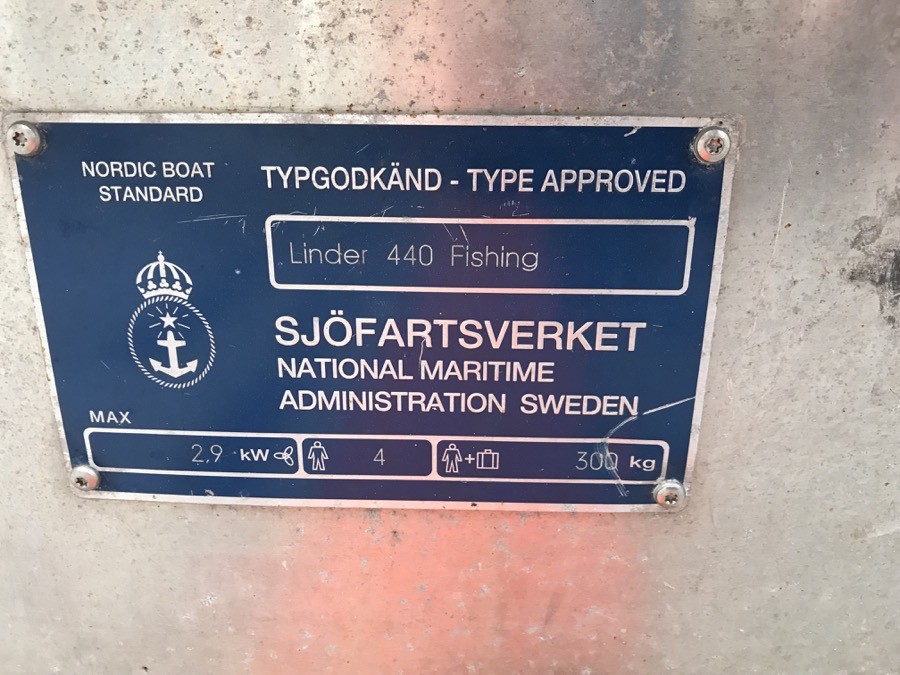 NORDIC BOAT
STANDARD
TYPGODKÄND - TYPE APPROVED
Linder 440 Fishing
SJÖFARTSVERKET
NATIONAL MARITIME
ADMINISTRATION SWEDEN
MAX
2,9 kW
4
+
300 kg